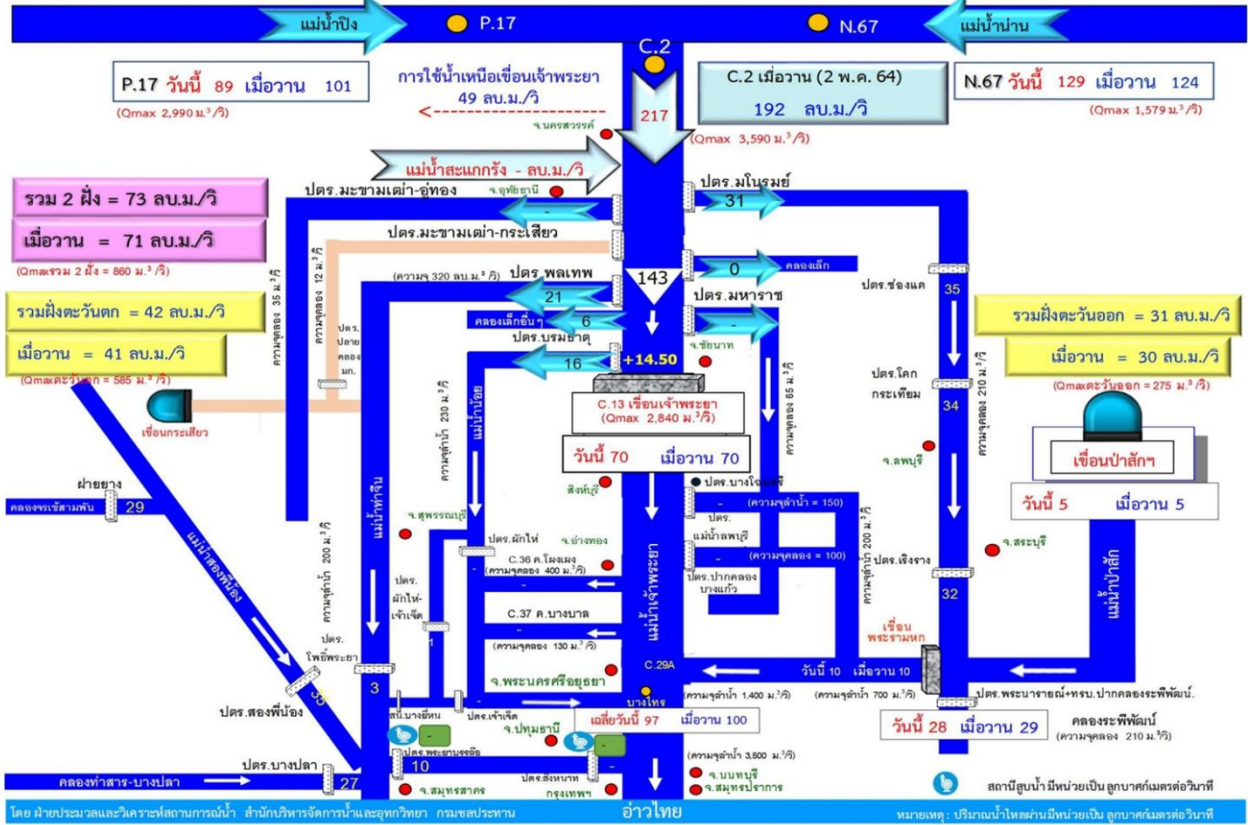 แม่น้ำปิง
P.17
N.67
แม่น้ำน่าน
C.2
P.17 วันนี้ 89 เมื่อวาน 101
(Qmax 2,990 ม.³/วิ)
การใช้น้ำเหนือเขื่อนเจ้าพระยา
49 ลบ.ม./วิ
217
C.2 เมื่อวาน (2 พ.ค. 64)
192 ลบ.ม./วิ
(Qmax 3,590 ม.³/วิ)
N.67 วันนี้ 129 เมื่อวาน 124
(Qmax 1,579 ม.³/วิ)
จ.นครสวรรค์
แม่น้ำสะแกกรัง - ลบ.ม./วิ
รวม 2 ฝั่ง = 73 ลบ.ม./วิ
เมื่อวาน = 71 ลบ.ม./วิ
(Qmaxรวม 2 ฝั่ง = 860 ม.³/วิ)
ปตร.มะขามเฒ่า-อู่ทอง
จ.อุทัยธานี
-
ปตร.มโนรมย์
31
ปตร.มะขามเฒ่า-กระเสียว
(ความจุ 320 ลบ.ม.³/วิ)
ปตร.พลเทพ
21
143
0
คลองเล็ก
ปตร.ช่องแค
35
รวมฝั่งตะวันตก = 42 ลบ.ม./วิ
เมื่อวาน = 41 ลบ.ม./วิ
(Qmaxตะวันตก = 585 ม.³/วิ)
ความจุคลอง 35 ม.³/วิ
ความจุคลอง 12 ม.³/วิ
ปตร.
ปลาย
คลอง
มก.
คลองเล็กอื่นๆ
6
ปตร.มหาราช
-
ปตร.บรมธาตุ
16
+14.50
จ.ชัยนาท
รวมฝั่งตะวันออก = 31 ลบ.ม./วิ
เมื่อวาน = 30 ลบ.ม./วิ
(Qmaxตะวันออก = 275 ม.³/วิ)
C.13 เขื่อนเจ้าพระยา
(Qmax 2,840 ม.³/วิ)
วันนี้ 70 เมื่อวาน 70
ความจุคลอง 65 ม.³/วิ
ปตร.โคก
กระเทียม
34
ความจุคลอง 210 ม.³/วิ
เขื่อนกระเสียว
ความจุลำน้ำ 230 ม.³/วิ
แม่น้ำน้อย
แม่น้ำท่าจีน
จ.ลพบุรี
เขื่อนป่าสักฯ
วันนี้ 5 เมื่อวาน 5
ฝายยาง
คลองจรเข้สามพัน
29
สิงห์บุรี
(ความจุลำน้ำ = 150)
-
จ.สุพรรณบุรี
ปตร.ผักไห่
-
จ.อ่างทอง
ปตร.
แม่น้ำลพบุรี
-
(ความจุคลอง = 100)
ความจุลำน้ำ 200 ม.³/วิ
จ.สระบุรี
แม่น้ำสองพี่น้อง
ความจุลำน้ำ 200 ม.³/วิ
C.36 ค.โผงเผง
(ความจุคลอง 400 ม.³/วิ)
-
ปตร.ปากคลอง
บางแก้ว
ปตร.เริงราง
32
แม่น้ำป่าสัก
ปตร.
ผักไห่-
เจ้าเจ็ด
1
C.37 ค.บางบาล
-
(ความจุคลอง 130 ม.³/วิ)
แม่น้ำเจ้าพระยา
เขื่อน
พระรามหก
ปตร.
โพธิ์พระยา
3
จ.พระนครศรีอยุธยา
C.29A
บางไทร
วันนี้ 10 เมื่อวาน 10
(ความจุลำน้ำ 1,400 ม.³/วิ)
(ความจุลำน้ำ 700 ม.³/วิ)
ปตร.พระนารายณ์+ทรบ.ปากคลองระพีพัฒน์.
ปตร.สองพี่น้อง
สน.บางยี่หน
ปตร.เจ้าเจ็ด
เฉลี่ยวันนี้ 97 เมื่อวาน 100
วันนี้ 28 เมื่อวาน 29
คลองระพีพัฒน์
(ความจุคลอง 210 ม.³/วิ)
-
จ.ปทุมธานี
-
ปตร.พระยาบรรลือ
10
-
(ความจุลำน้ำ 3,500 ม.³/วิ)
ปตร.บางปลา
คลองท่าสาร-บางปลา
27
ปตร.สิงหนาท
จ.สมุทรสาคร
กรุงเทพฯ
จ.นนทบุรี
จ.สมุทรปราการ
สถานีสูบน้ำ มีหน่วยเป็น ลูกบาศก์เมตรต่อวินาที
โดย ฝ่ายประมวลและวิเคราะห์สถานการณ์น้ำ สำนักบริหารจัดการน้ำและอุทกวิทยา กรมชลประทาน
อ่าวไทย
หมายเหตุ : ปริมาณน้ำไหลผ่านมีหน่วยเป็น ลูกบาศก์เมตรต่อวินาที